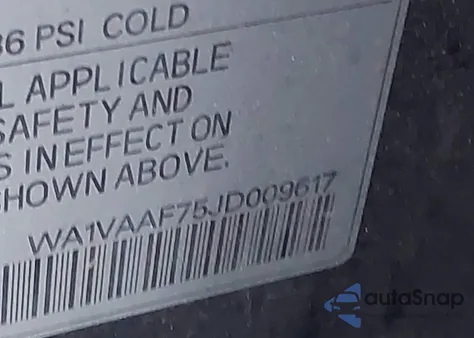 36 PSI COLD
L APPLICABLE
SAFETY AND
S IN EFFECT ON
SHOWN ABOVE.
WA1VAAF75JD009617
autoSnap